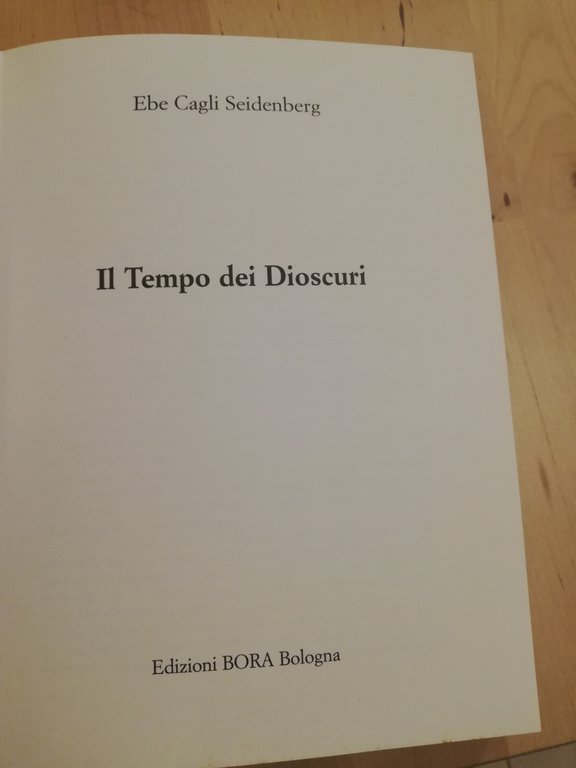 Ebe Cagli Seidenberg
Il Tempo dei Dioscuri
Edizioni BORA Bologna